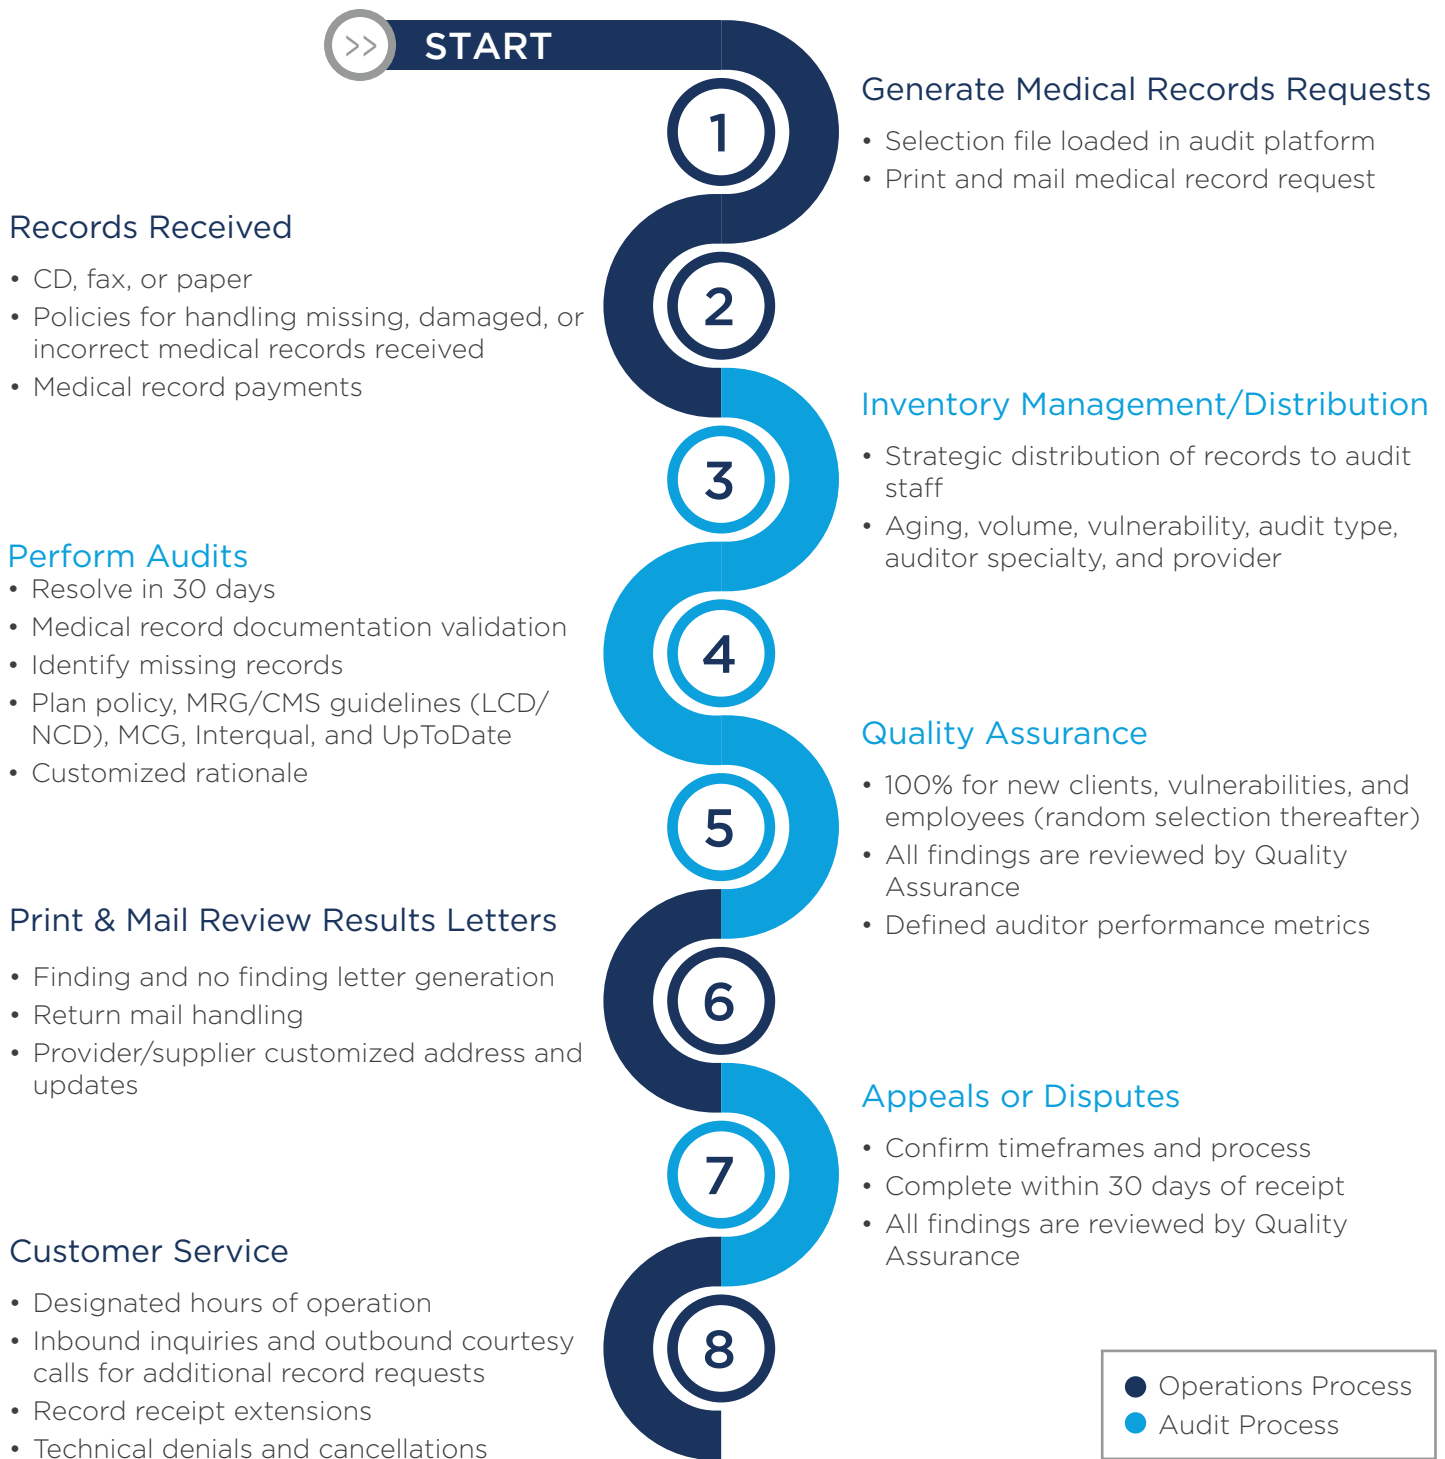 >> START
1
Generate Medical Records Requests
• Selection file loaded in audit platform
• Print and mail medical record request
Records Received
• CD, fax, or paper
• Policies for handling missing, damaged, or
incorrect medical records received
• Medical record payments
2
3
Inventory Management/Distribution
• Strategic distribution of records to audit
staff
• Aging, volume, vulnerability, audit type,
auditor specialty, and provider
Perform Audits
• Resolve in 30 days
• Medical record documentation validation
• Identify missing records
• Plan policy, MRG/CMS guidelines (LCD/
NCD), MCG, Interqual, and UpToDate
• Customized rationale
4
5
Quality Assurance
• 100% for new clients, vulnerabilities, and
employees (random selection thereafter)
• All findings are reviewed by Quality
Assurance
• Defined auditor performance metrics
Print & Mail Review Results Letters
• Finding and no finding letter generation
• Return mail handling
• Provider/supplier customized address and
updates
6
7
Appeals or Disputes
• Confirm timeframes and process
• Complete within 30 days of receipt
• All findings are reviewed by Quality
Assurance
Customer Service
• Designated hours of operation
• Inbound inquiries and outbound courtesy
calls for additional record requests
• Record receipt extensions
• Technical denials and cancellations
8
Operations Process
Audit Process